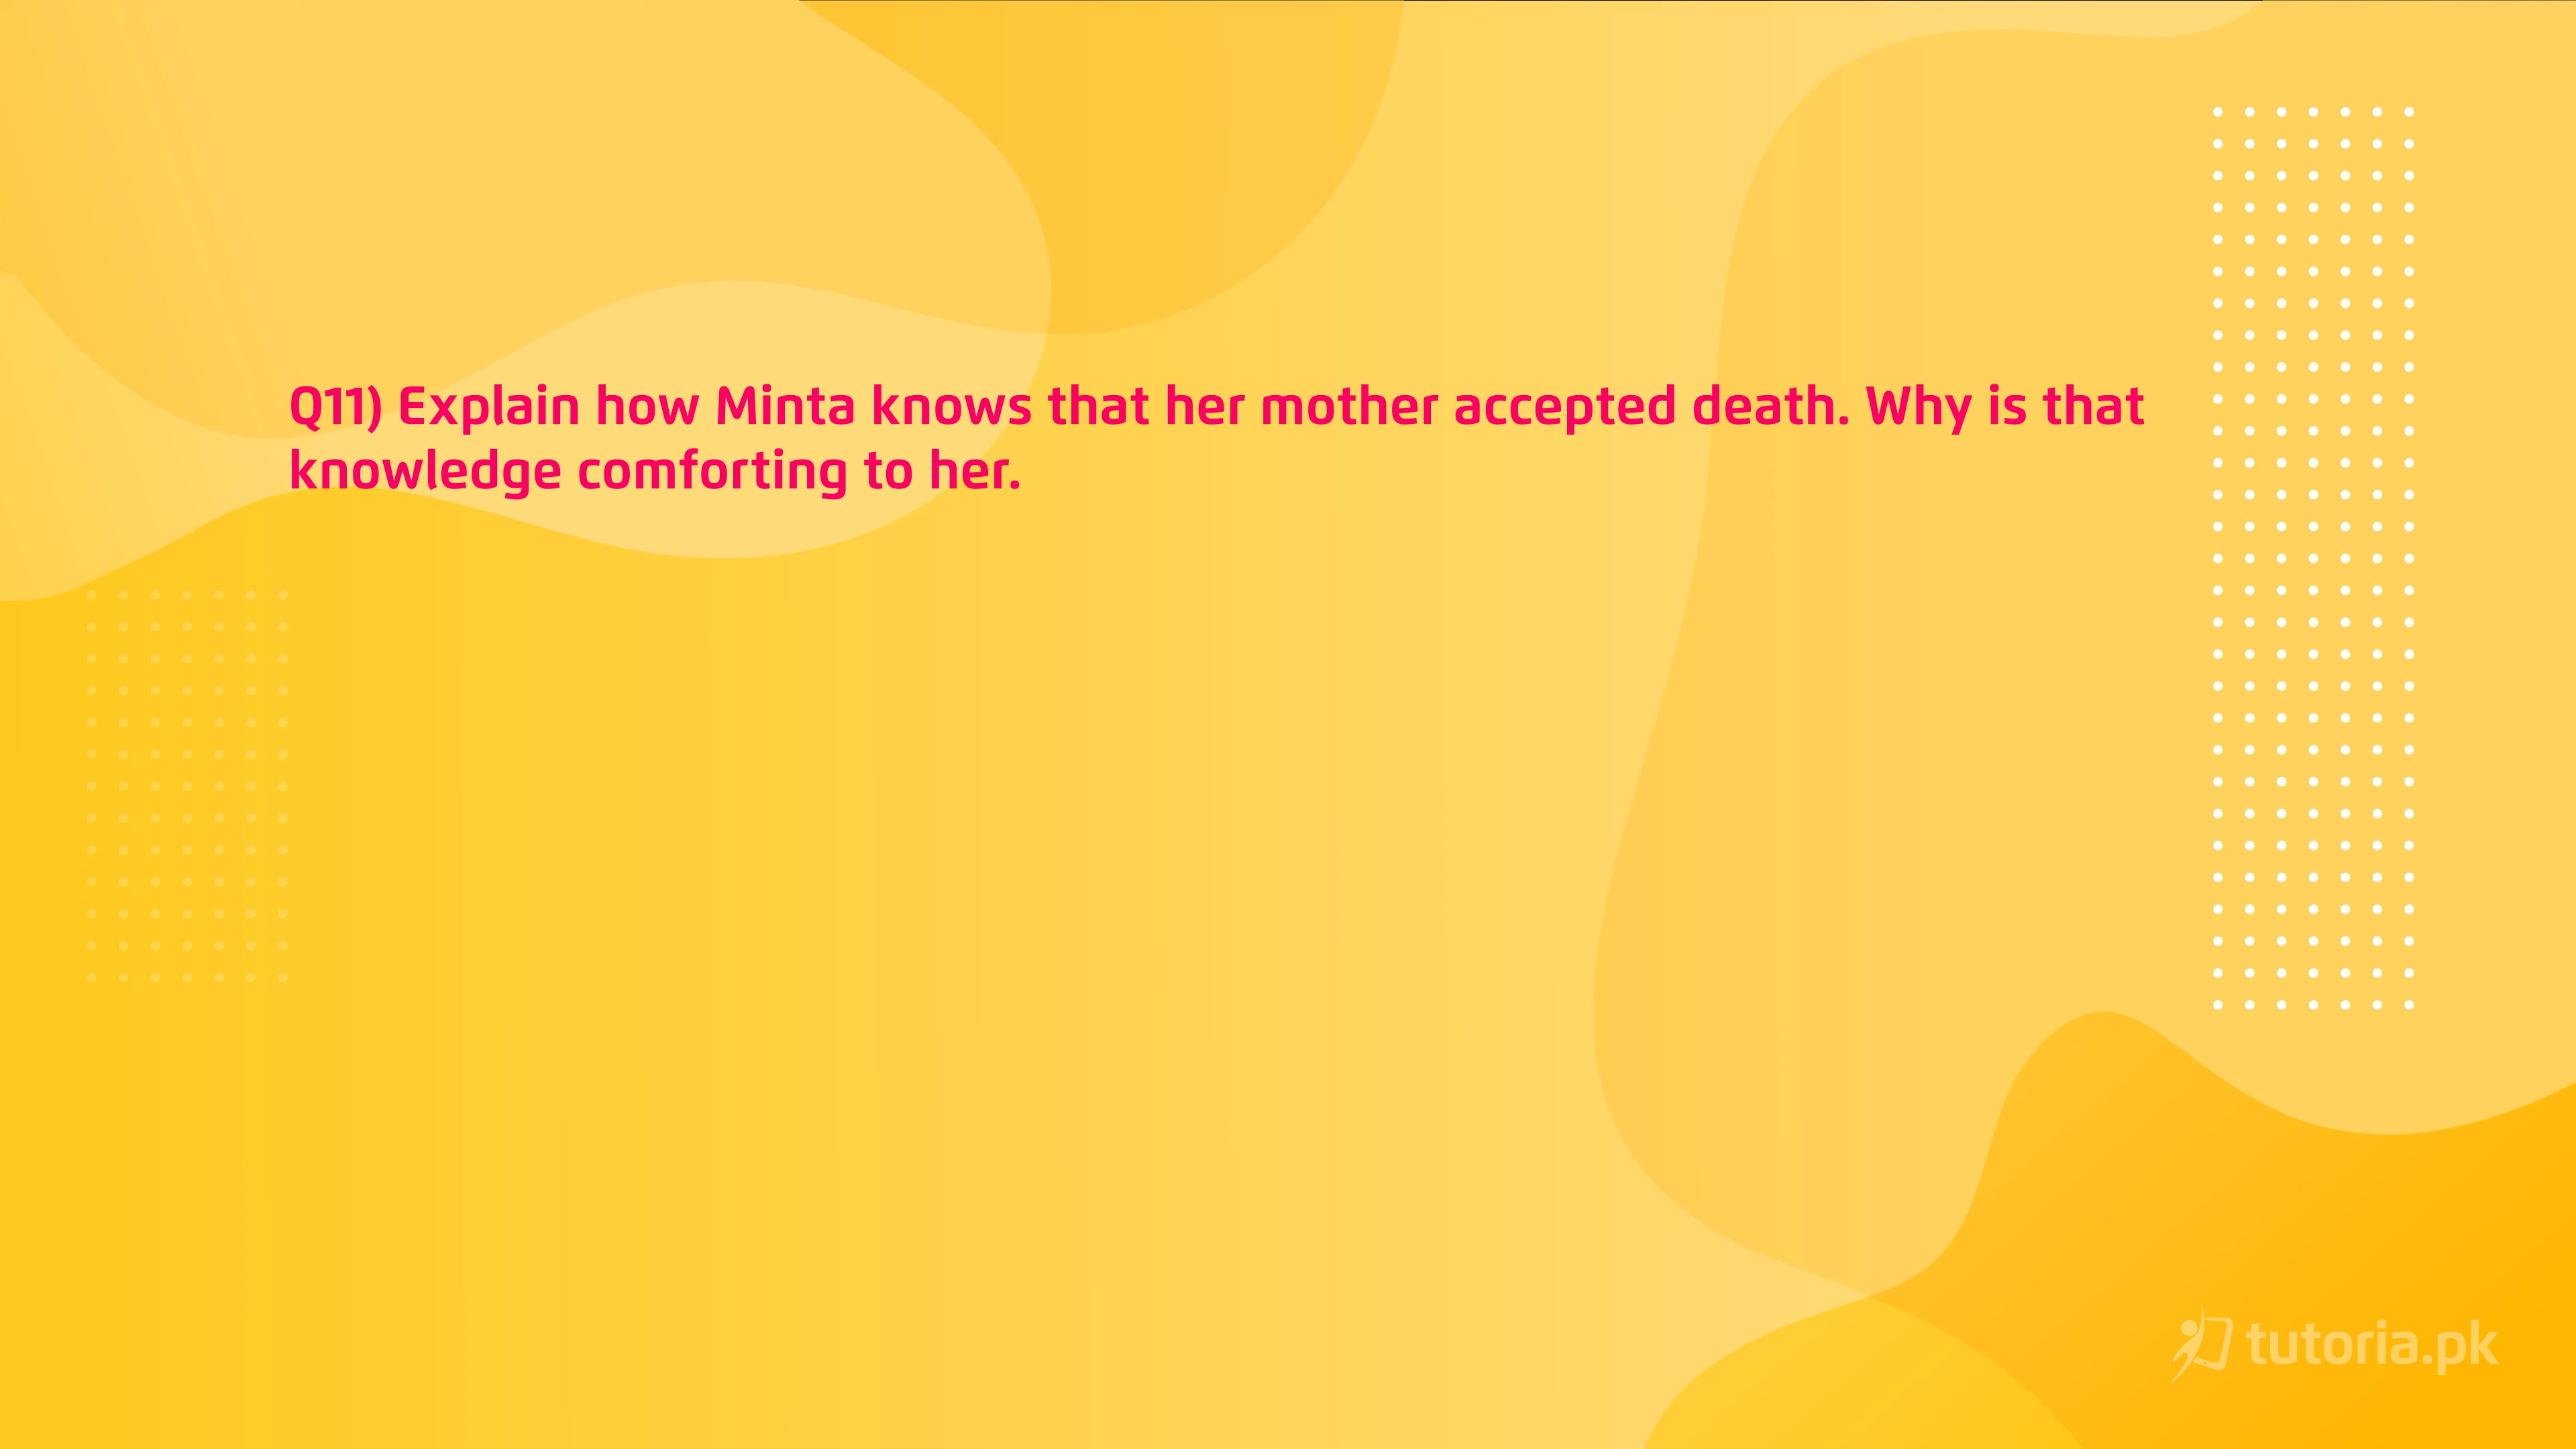 Q11) Explain how Minta knows that her mother accepted death. Why is that
knowledge comforting to her.
tutoria.pk